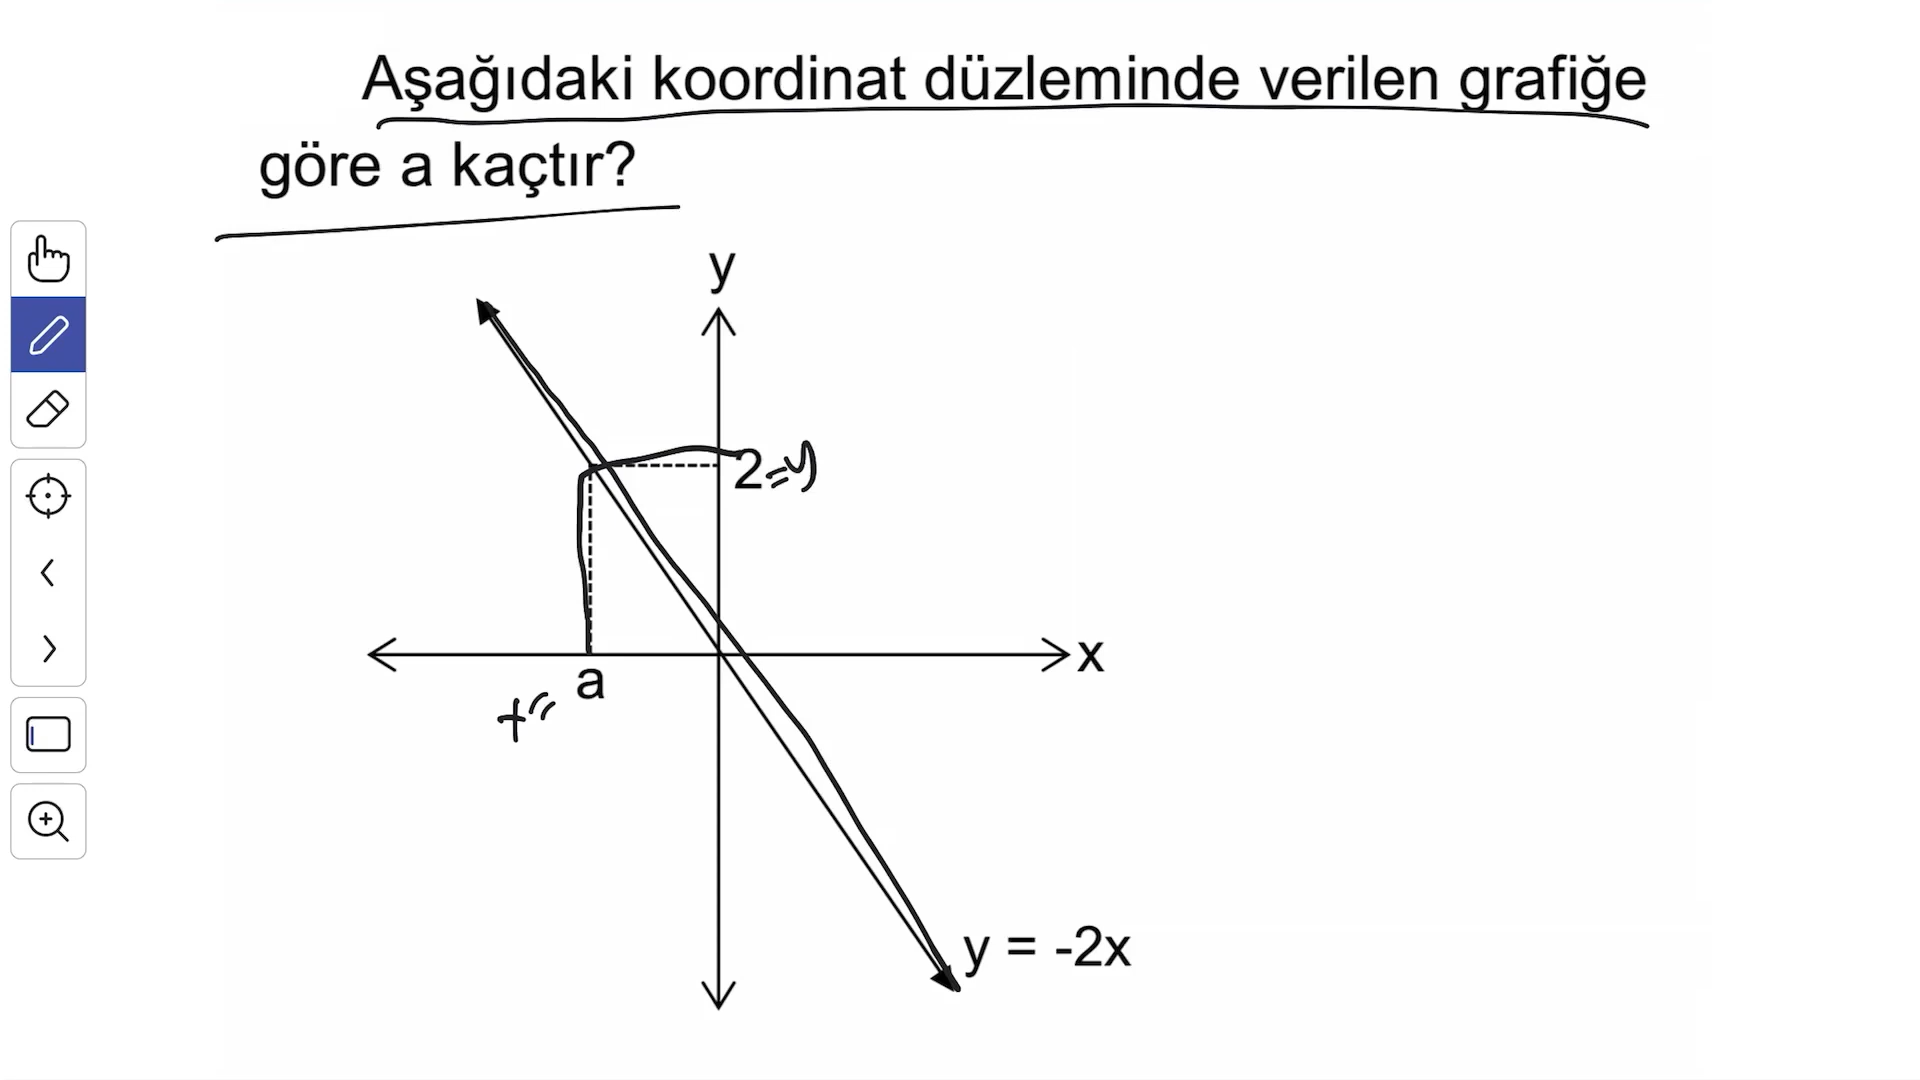 Aşağıdaki koordinat düzleminde verilen grafiğe
göre a kaçtır?
y
2=y
x
x= a
y = -2x